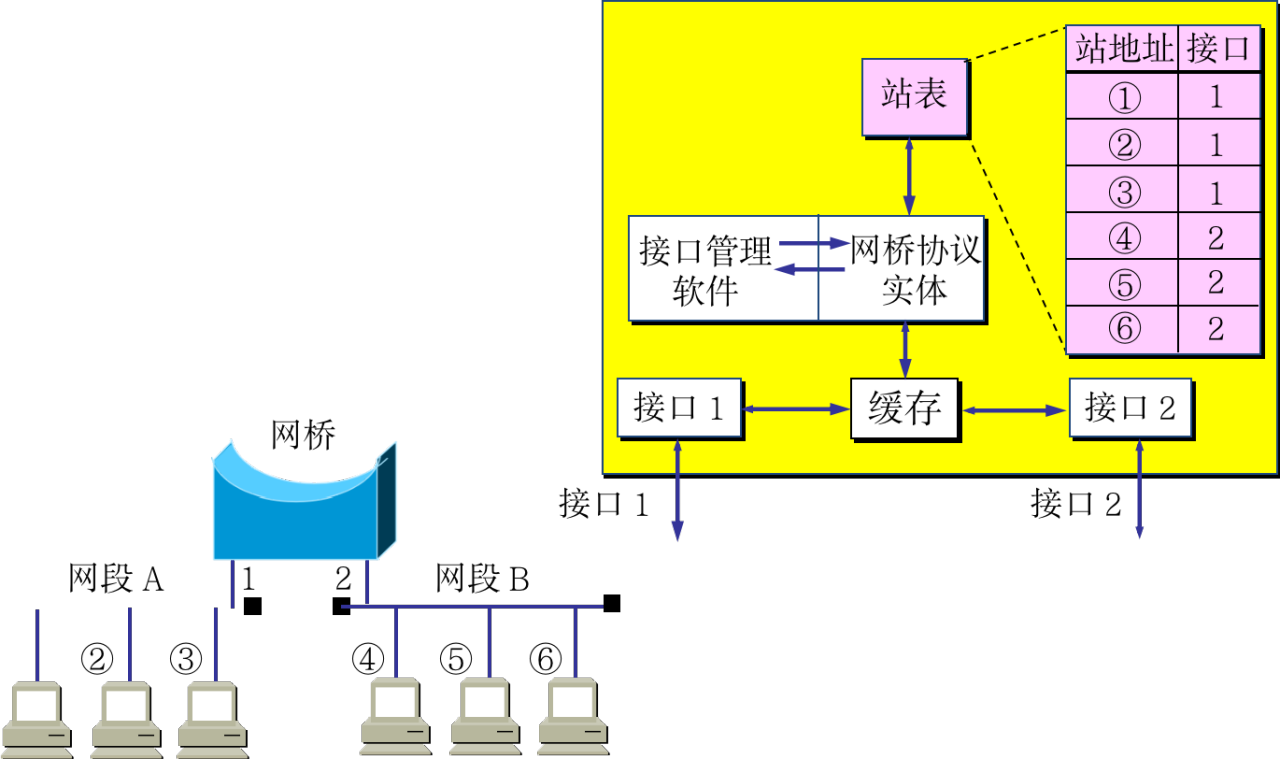 站地址 接口
① 1
② 1
③ 1
④ 2
⑤ 2
⑥ 2
站表
接口管理
软件
网桥协议
实体
接口 1
缓存
接口 2
接口 1
接口 2
网桥
网段 A
1
2
网段 B
②
③
④
⑤
⑥